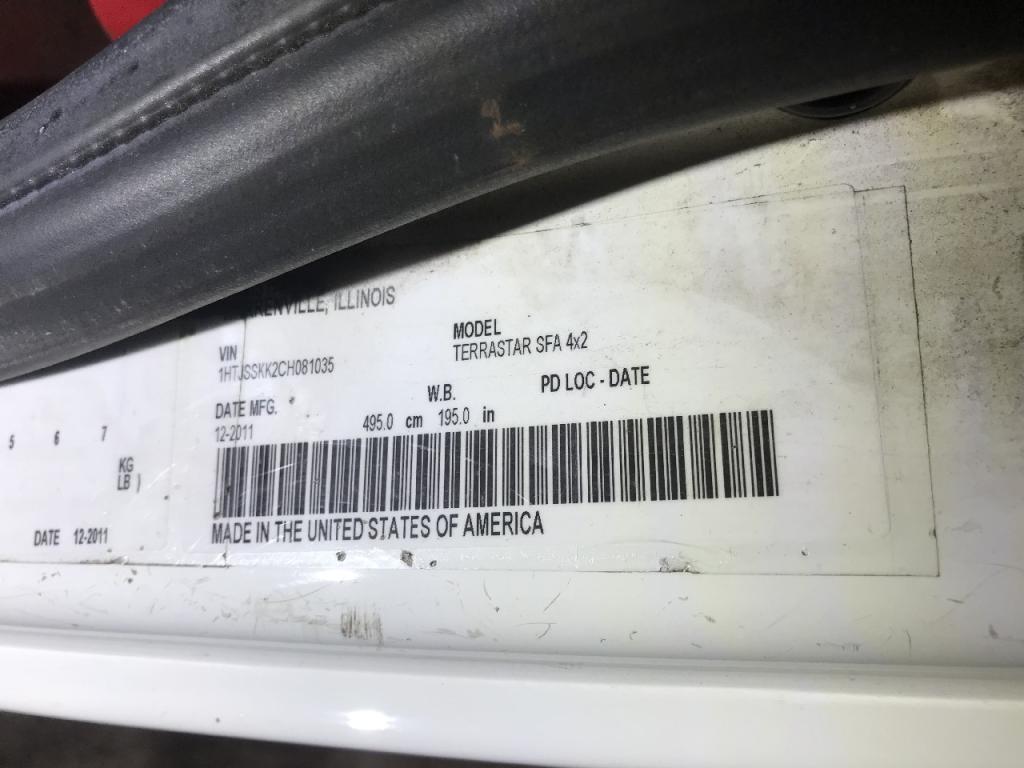 ILLINOIS
VIN
1HTJSSKK2CH081035
MODEL
TERRASTAR SFA 4x2
DATE MFG.
12-2011
W.B.
495.0 cm 195.0 in
PD LOC - DATE
5 6 7
KG
LB )
DATE 12-2011
MADE IN THE UNITED STATES OF AMERICA